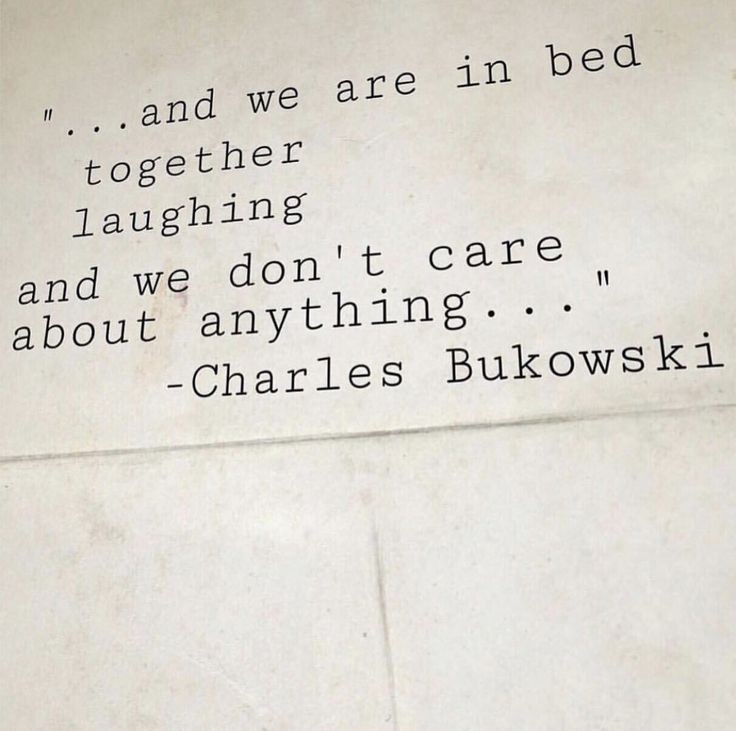 "...and we are in bed
together
laughing
and we don't care
about anything..."
-Charles Bukowski